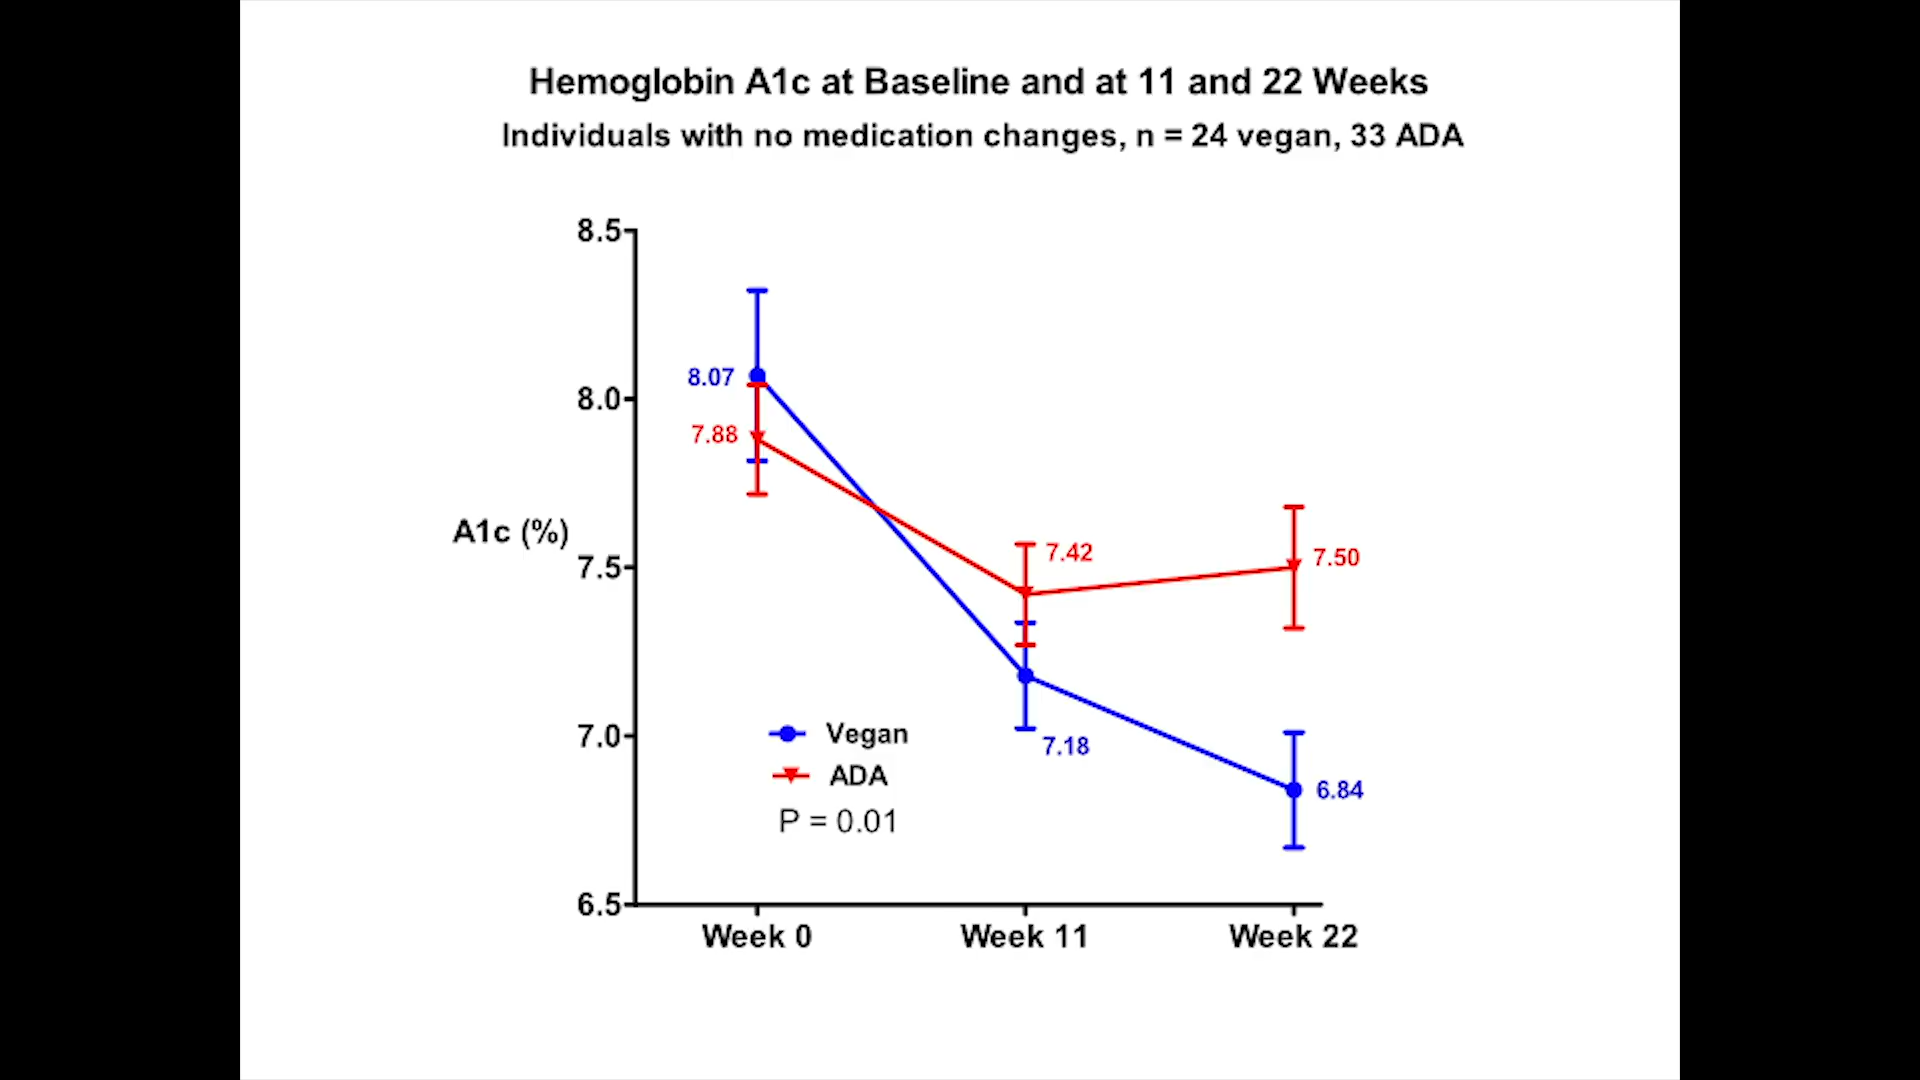 Hemoglobin A1c at Baseline and at 11 and 22 Weeks
Individuals with no medication changes, n = 24 vegan, 33 ADA
8.5
8.07
8.0
7.88
A1c (%)
7.42
7.50
7.5
7.0
7.18
6.84
Vegan
ADA
P = 0.01
6.5
Week 0
Week 11
Week 22